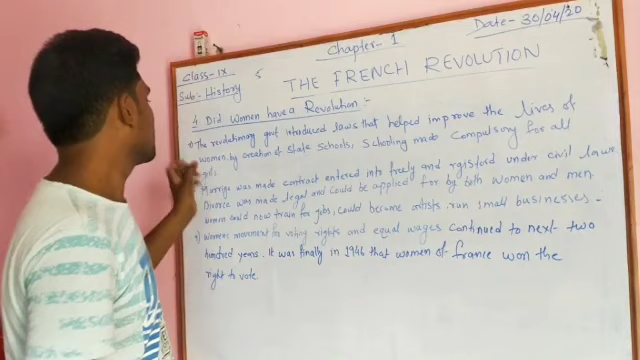 Chapter-1
Date-30/04/20
Class-IX
Sub:-History
5
THE FRENCH REVOLUTION
4 Did Women have a Revolution :-
The revolutionary govt intoduced laws that helped improve the lives of
women, by creation of State Schools, Schooling made Compulsory for all
girls
Marrige was made contract entered into freely and rgistord under civil laws
Divorce was made legal and could be applied for by both women and men
women could now train for jobs, could become artists, run small businesses -
Womens movement for voting rights and equal wages continued to next two
hundred years. It was finally in 1946 that women of france won the
right to vote